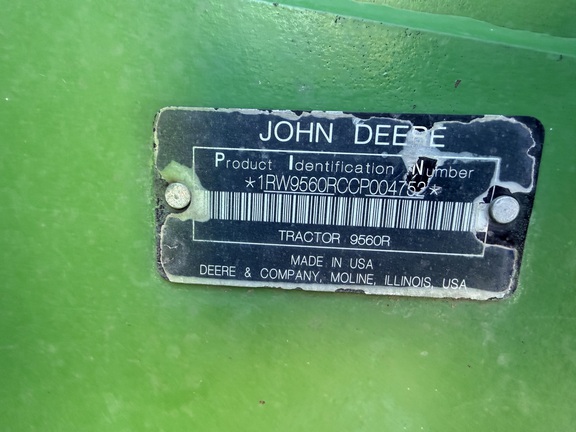 JOHN DEERE
Product Identification Number
*1RW9560RCCP004752*
TRACTOR 9560R
MADE IN USA
DEERE & COMPANY, MOLINE, ILLINOIS, USA